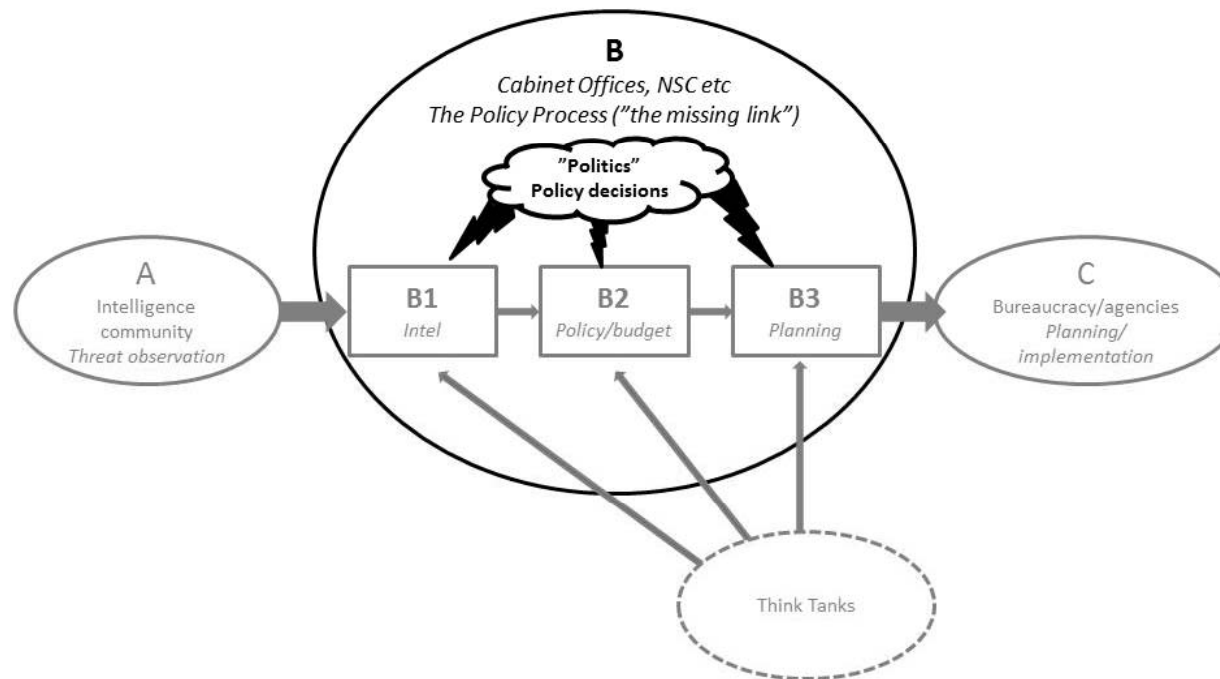 B
Cabinet Offices, NSC etc
The Policy Process (”the missing link”)
”Politics”
Policy decisions
A
Intelligence
community
Threat observation
B1
Intel
B2
Policy/budget
B3
Planning
C
Bureaucracy/agencies
Planning/
implementation
Think Tanks